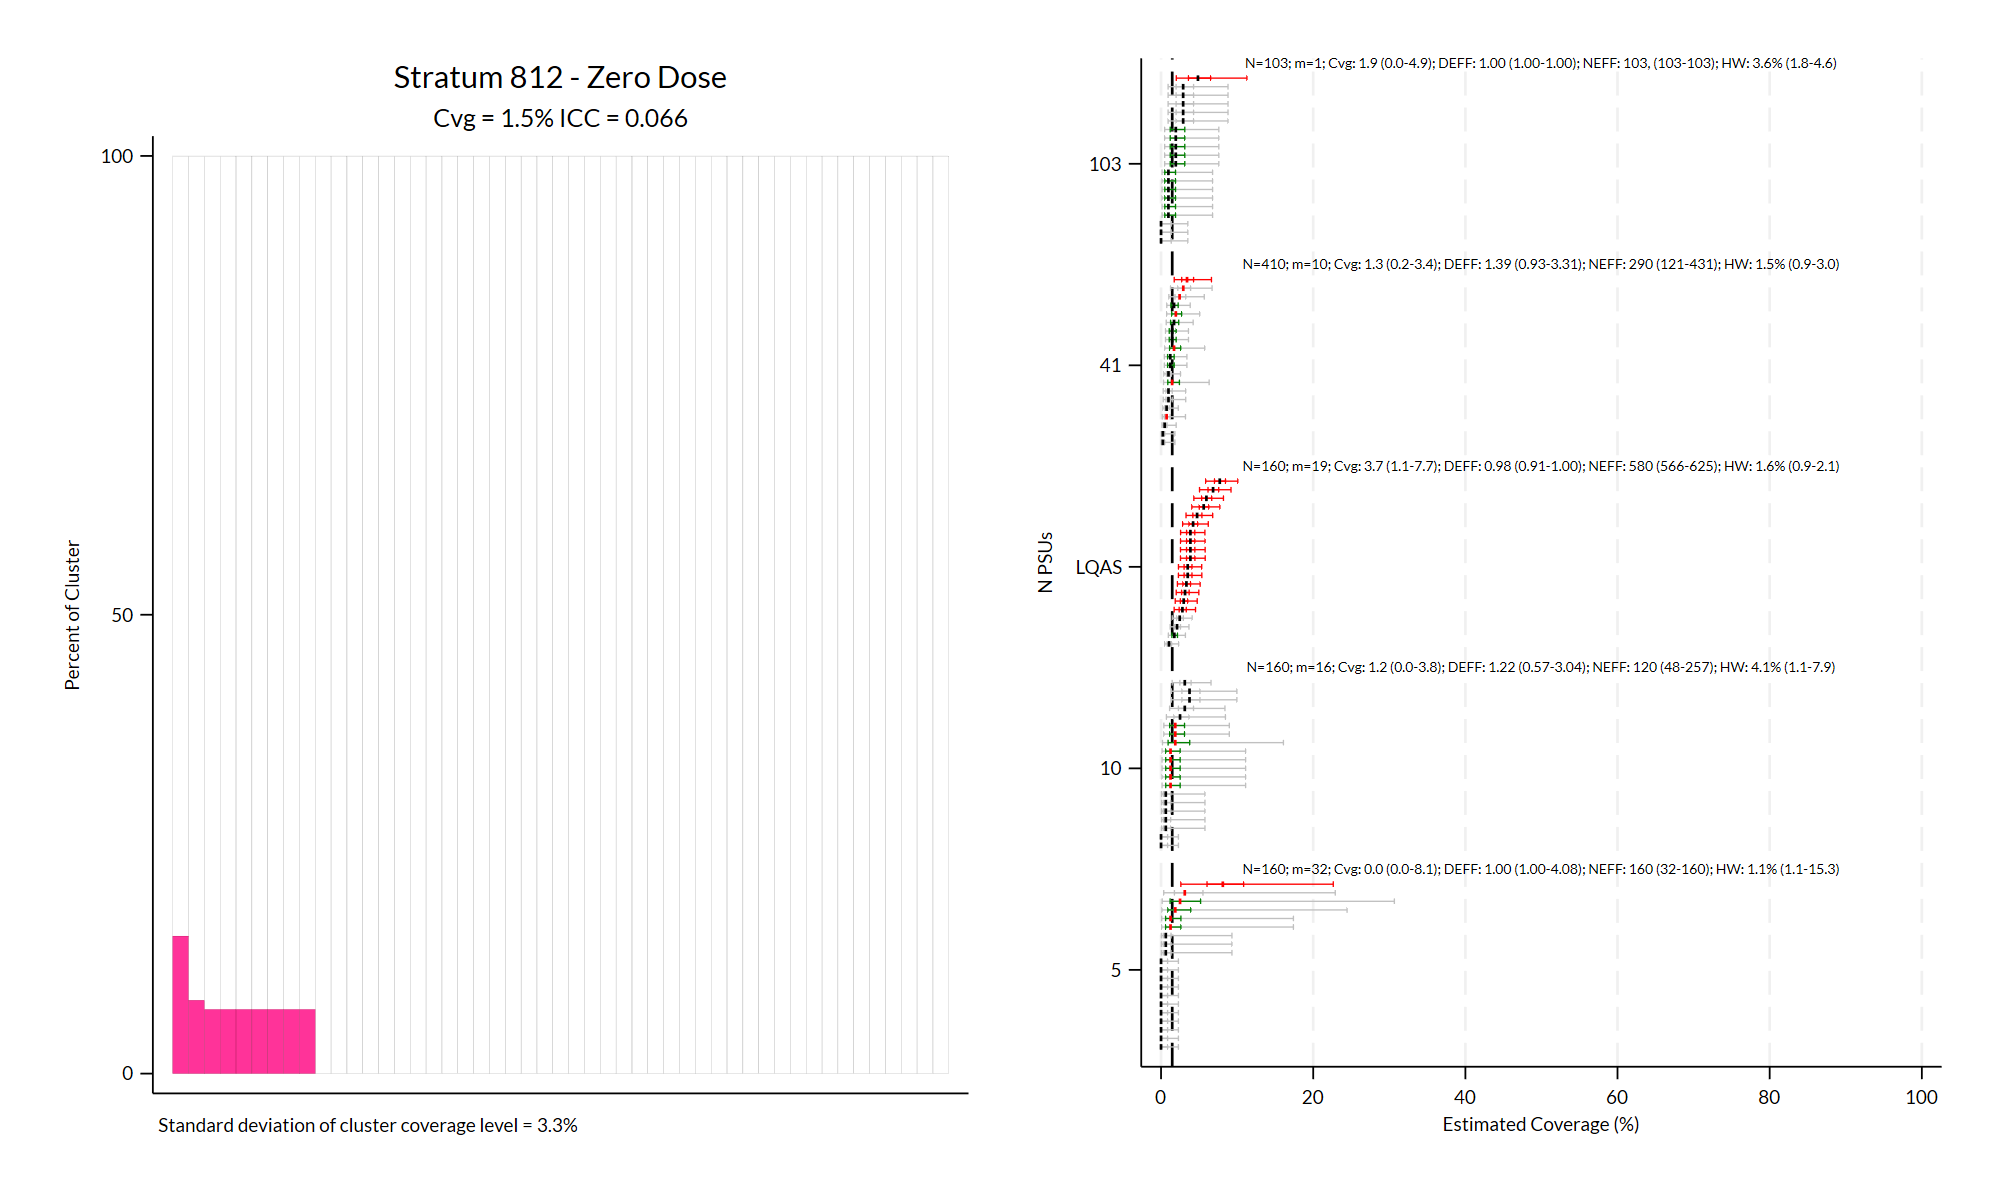 Stratum 812 - Zero Dose
Cvg = 1.5% ICC = 0.066
100
50
0
Percent of Cluster
Standard deviation of cluster coverage level = 3.3%
N=103; m=1; Cvg: 1.9 (0.0-4.9); DEFF: 1.00 (1.00-1.00); NEFF: 103, (103-103); HW: 3.6% (1.8-4.6)
103
N=410; m=10; Cvg: 1.3 (0.2-3.4); DEFF: 1.39 (0.93-3.31); NEFF: 290 (121-431); HW: 1.5% (0.9-3.0)
41
N=160; m=19; Cvg: 3.7 (1.1-7.7); DEFF: 0.98 (0.91-1.00); NEFF: 580 (566-625); HW: 1.6% (0.9-2.1)
LQAS
N=160; m=16; Cvg: 1.2 (0.0-3.8); DEFF: 1.22 (0.57-3.04); NEFF: 120 (48-257); HW: 4.1% (1.1-7.9)
10
N=160; m=32; Cvg: 0.0 (0.0-8.1); DEFF: 1.00 (1.00-4.08); NEFF: 160 (32-160); HW: 1.1% (1.1-15.3)
5
N PSUs
0 20 40 60 80 100
Estimated Coverage (%)